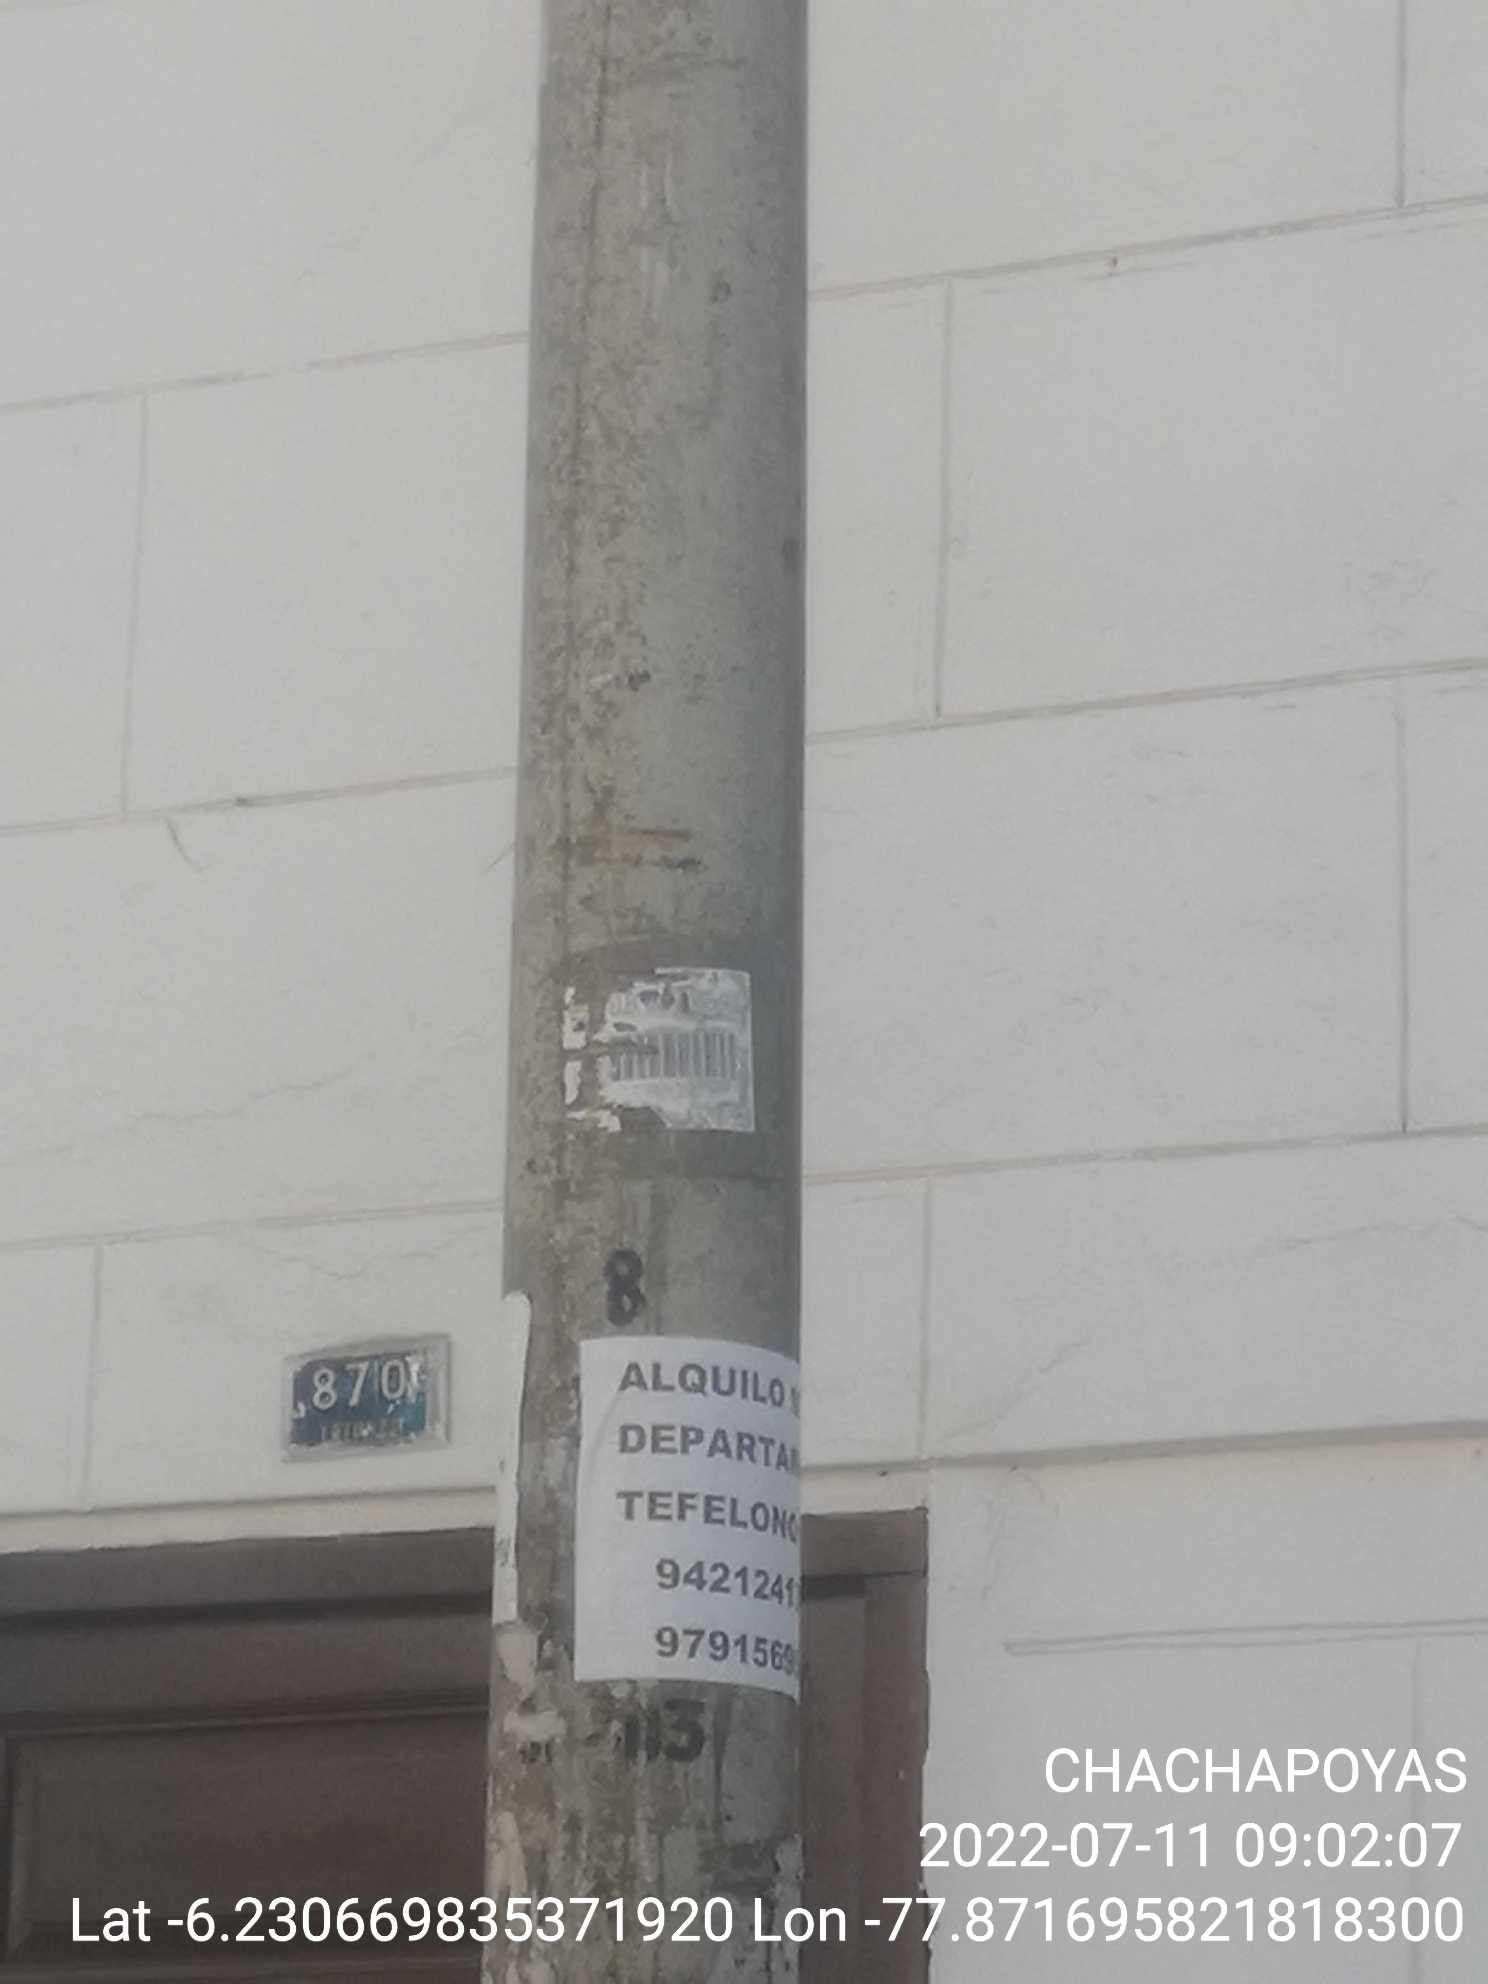 8
870
ALQUILO
DEPARTA
TEFELONO
94212411
9791569
113
CHACHAPOYAS
2022-07-11 09:02:07
Lat -6.230669835371920 Lon -77.871695821818300